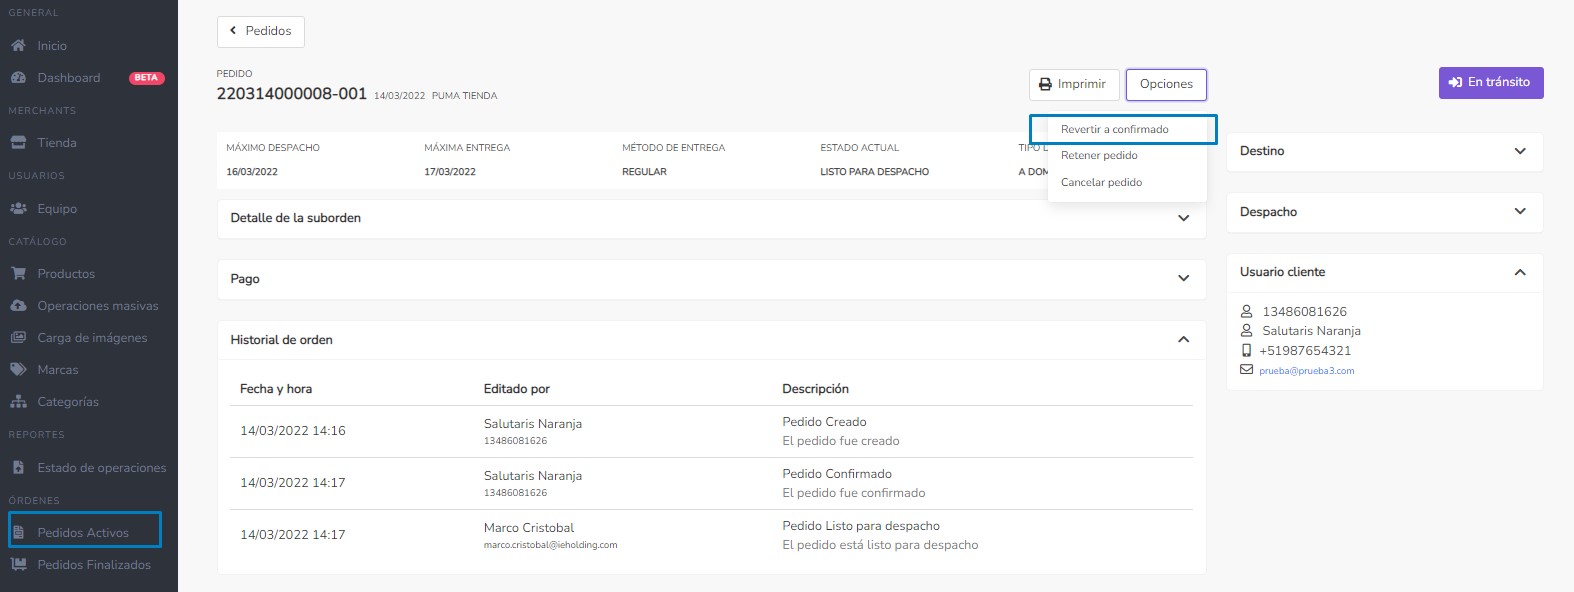 GENERAL
Inicio
Dashboard BETA
MERCHANTS
Tienda
USUARIOS
Equipo
CATÁLOGO
Productos
Operaciones masivas
Carga de imágenes
Marcas
Categorías
REPORTES
Estado de operaciones
ÓRDENES
Pedidos Activos
Pedidos Finalizados
Pedidos
PEDIDO
220314000008-001 14/03/2022 PUMA TIENDA
Imprimir
Opciones
En tránsito
Revertir a confirmado
Retener pedido
Cancelar pedido
MÁXIMO DESPACHO
16/03/2022
MÁXIMA ENTREGA
17/03/2022
MÉTODO DE ENTREGA
REGULAR
ESTADO ACTUAL
LISTO PARA DESPACHO
TIPO
A DOM
Detalle de la suborden
Pago
Historial de orden
Fecha y hora Editado por Descripción
14/03/2022 14:16
Salutaris Naranja
13486081626
Pedido Creado
El pedido fue creado
14/03/2022 14:17
Salutaris Naranja
13486081626
Pedido Confirmado
El pedido fue confirmado
14/03/2022 14:17
Marco Cristobal
marco.cristobal@ieholding.com
Pedido Listo para despacho
El pedido está listo para despacho
Destino
Despacho
Usuario cliente
13486081626
Salutaris Naranja
+51987654321
prueba@prueba3.com